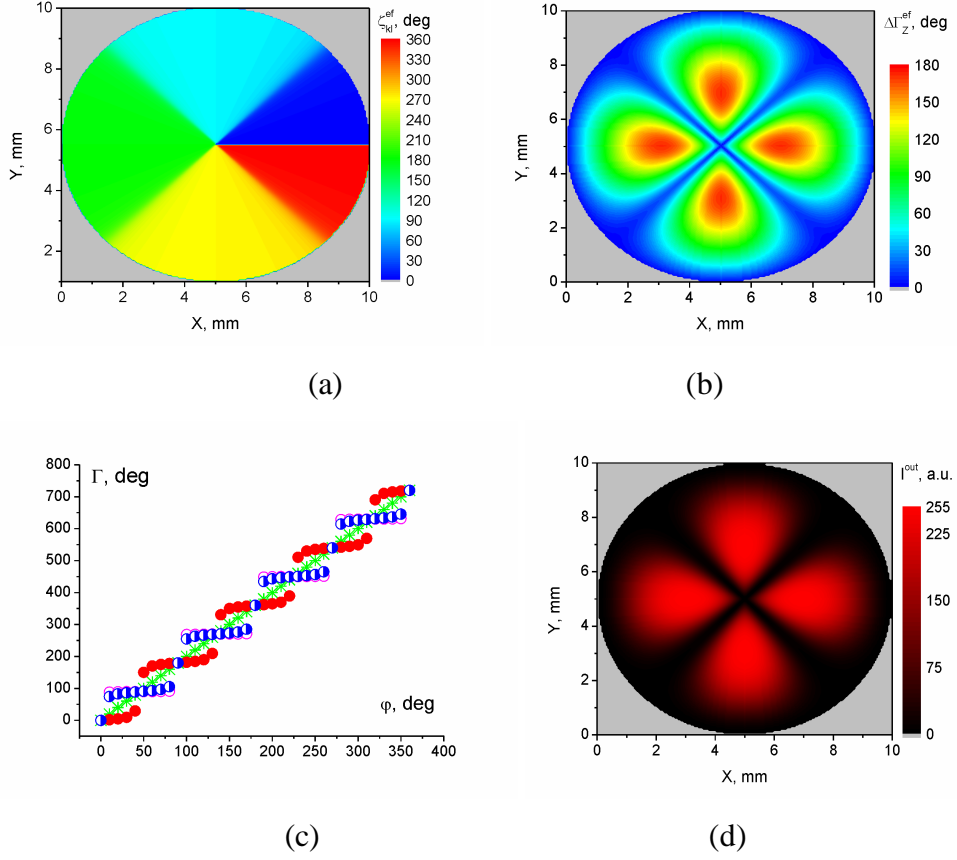 ζ_kl^ef, deg
10
8
6
4
2
Y, mm
0 2 4 6 8 10
X, mm
360
330
300
270
240
210
180
150
120
90
60
30
0
(a)
ΔΓ_Z^ef, deg
10
8
6
4
2
0
Y, mm
0 2 4 6 8 10
X, mm
180
150
120
90
60
30
0
(b)
Γ, deg
800
700
600
500
400
300
200
100
0
φ, deg
0 50 100 150 200 250 300 350 400
(c)
I^out, a.u.
10
8
6
4
2
0
Y, mm
0 2 4 6 8 10
X, mm
255
225
150
75
0
(d)